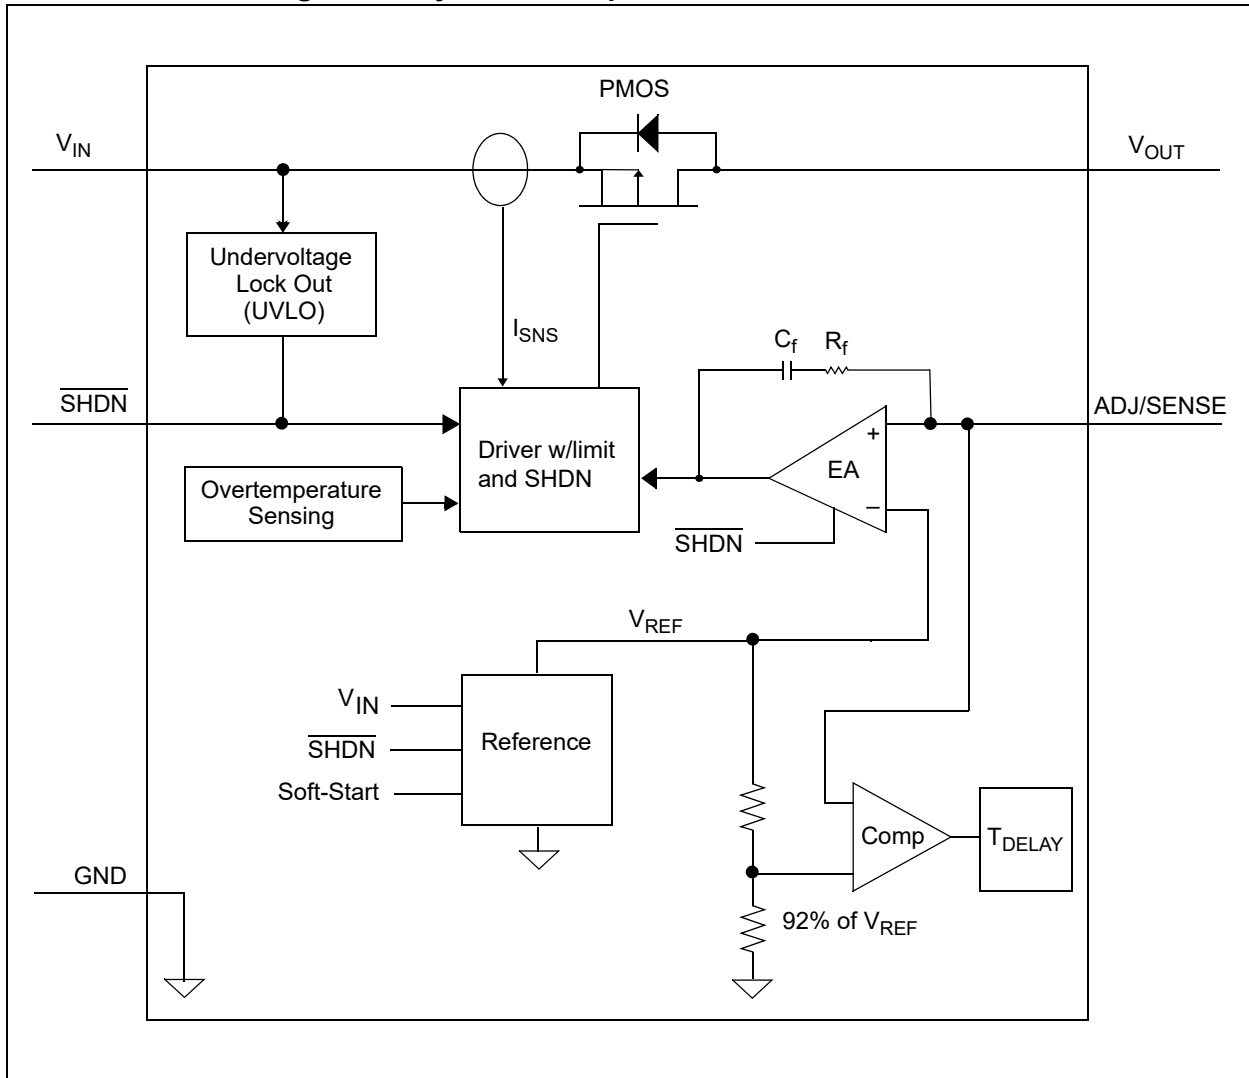 PMOS
V_IN
V_OUT
Undervoltage
Lock Out
(UVLO)
I_SNS
C_f
R_f
SHDN
ADJ/SENSE
Driver w/limit
and SHDN
+
EA
−
Overtemperature
Sensing
SHDN
V_REF
V_IN
SHDN
Soft-Start
Reference
Comp
T_DELAY
GND
92% of V_REF